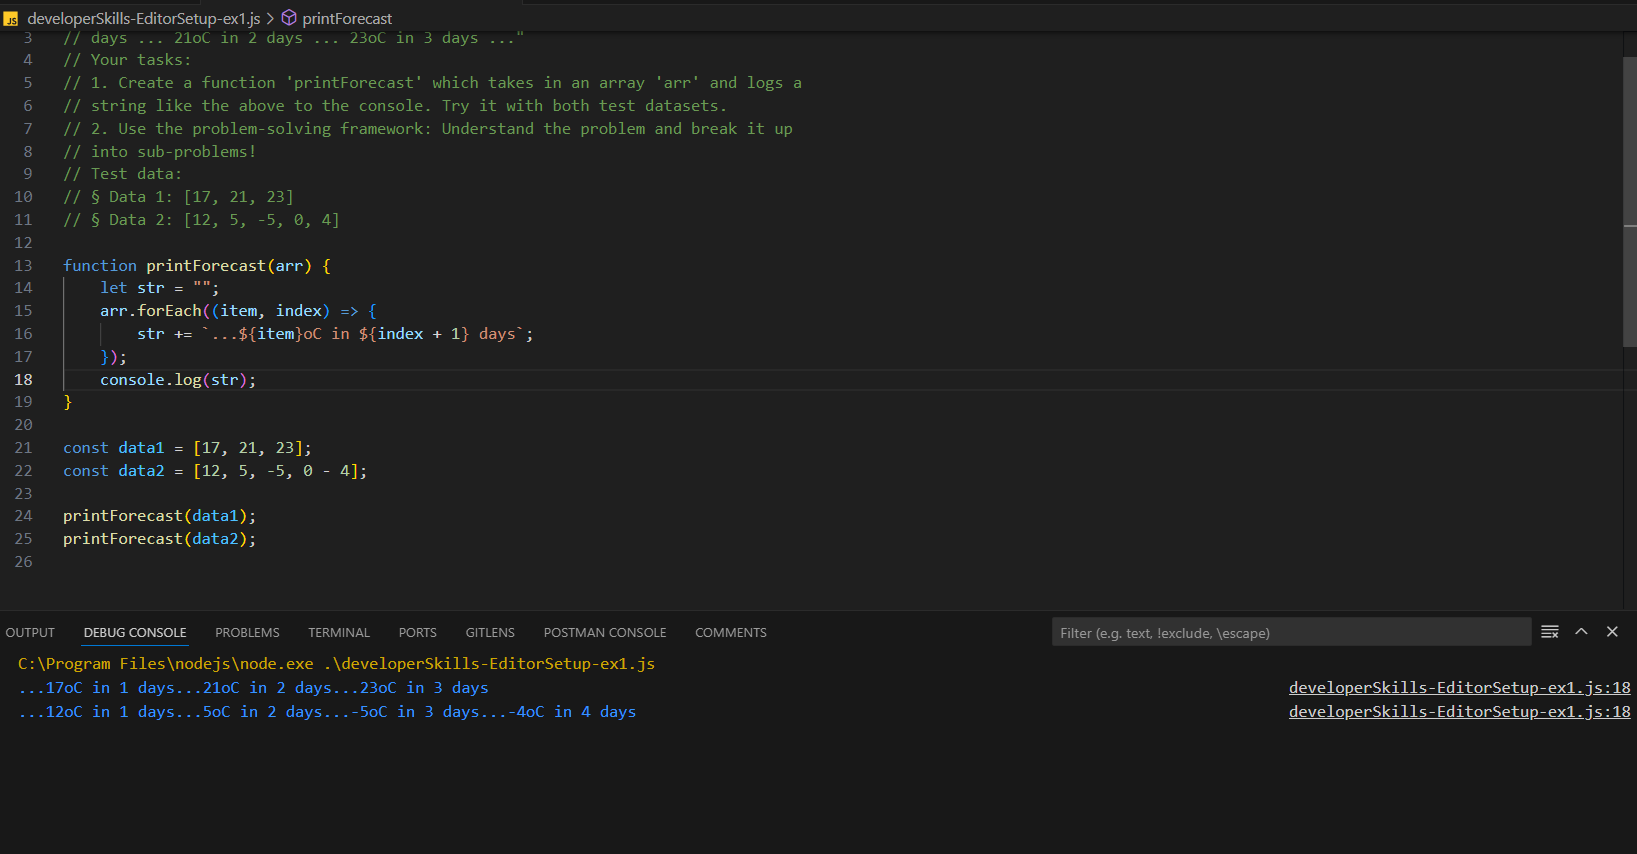 JS developerSkills-EditorSetup-ex1.js > printForecast
3 // days ... 21oC in 2 days ... 23oC in 3 days ..."
4 // Your tasks:
5 // 1. Create a function 'printForecast' which takes in an array 'arr' and logs a
6 // string like the above to the console. Try it with both test datasets.
7 // 2. Use the problem-solving framework: Understand the problem and break it up
8 // into sub-problems!
9 // Test data:
10 // § Data 1: [17, 21, 23]
11 // § Data 2: [12, 5, -5, 0, 4]
12
13 function printForecast(arr) {
14     let str = "";
15     arr.forEach((item, index) => {
16         str += `...${item}oC in ${index + 1} days`;
17     });
18     console.log(str);
19 }
20
21 const data1 = [17, 21, 23];
22 const data2 = [12, 5, -5, 0 - 4];
23
24 printForecast(data1);
25 printForecast(data2);
26
OUTPUT DEBUG CONSOLE PROBLEMS TERMINAL PORTS GITLENS POSTMAN CONSOLE COMMENTS Filter (e.g. text, !exclude, \escape)
C:\Program Files\nodejs\node.exe .\developerSkills-EditorSetup-ex1.js
...17oC in 1 days...21oC in 2 days...23oC in 3 days developerSkills-EditorSetup-ex1.js:18
...12oC in 1 days...5oC in 2 days...-5oC in 3 days...-4oC in 4 days developerSkills-EditorSetup-ex1.js:18